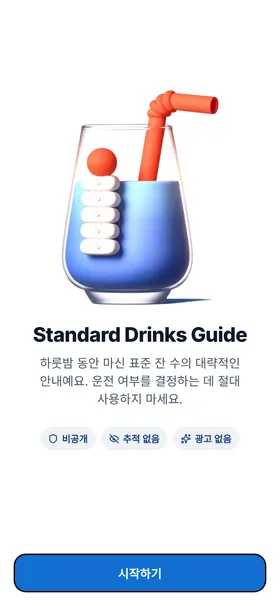 Standard Drinks Guide
하룻밤 동안 마신 표준 잔 수의 대략적인
안내예요. 운전 여부를 결정하는 데 절대
사용하지 마세요.
비공개
추적 없음
광고 없음
시작하기